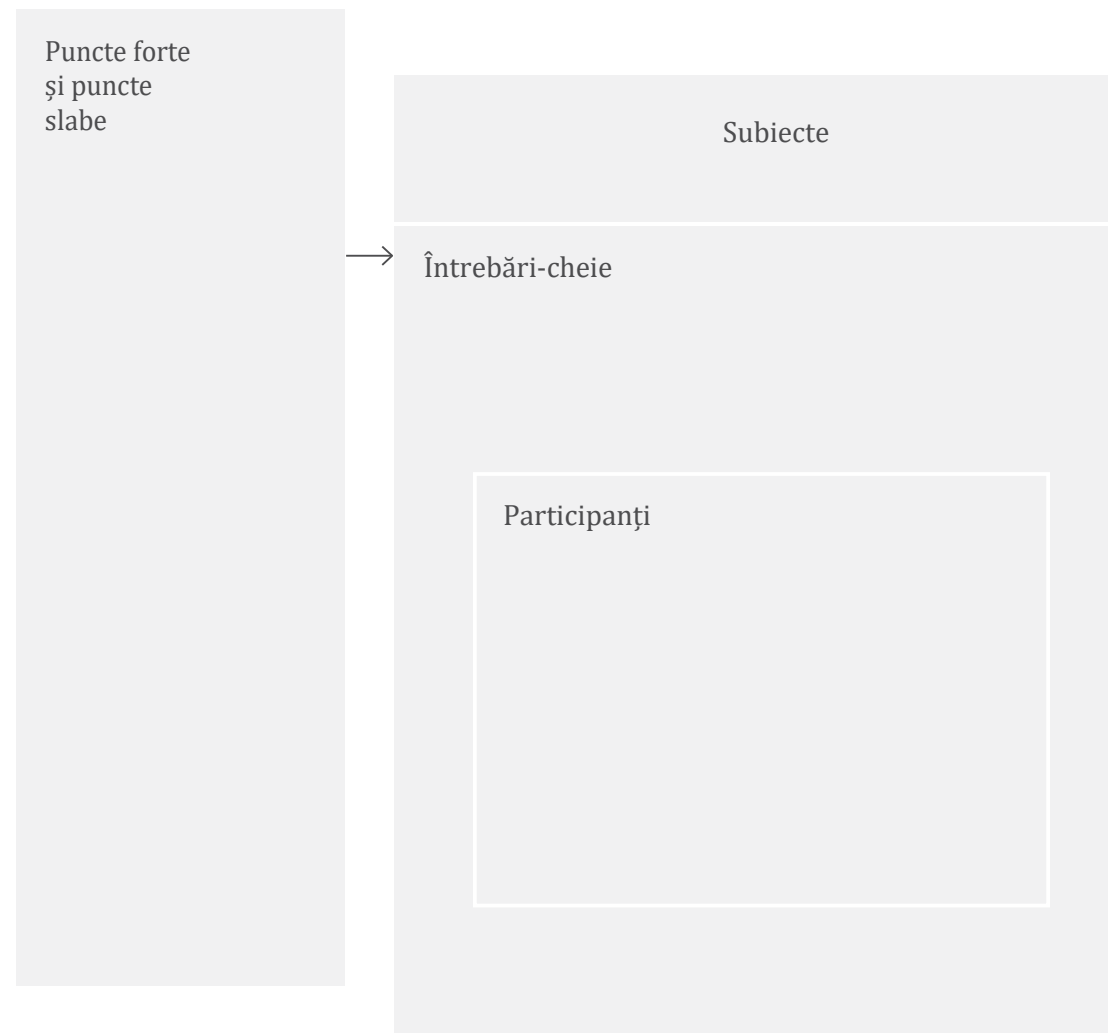 Puncte forte
și puncte
slabe
Subiecte
Întrebări-cheie
Participanți